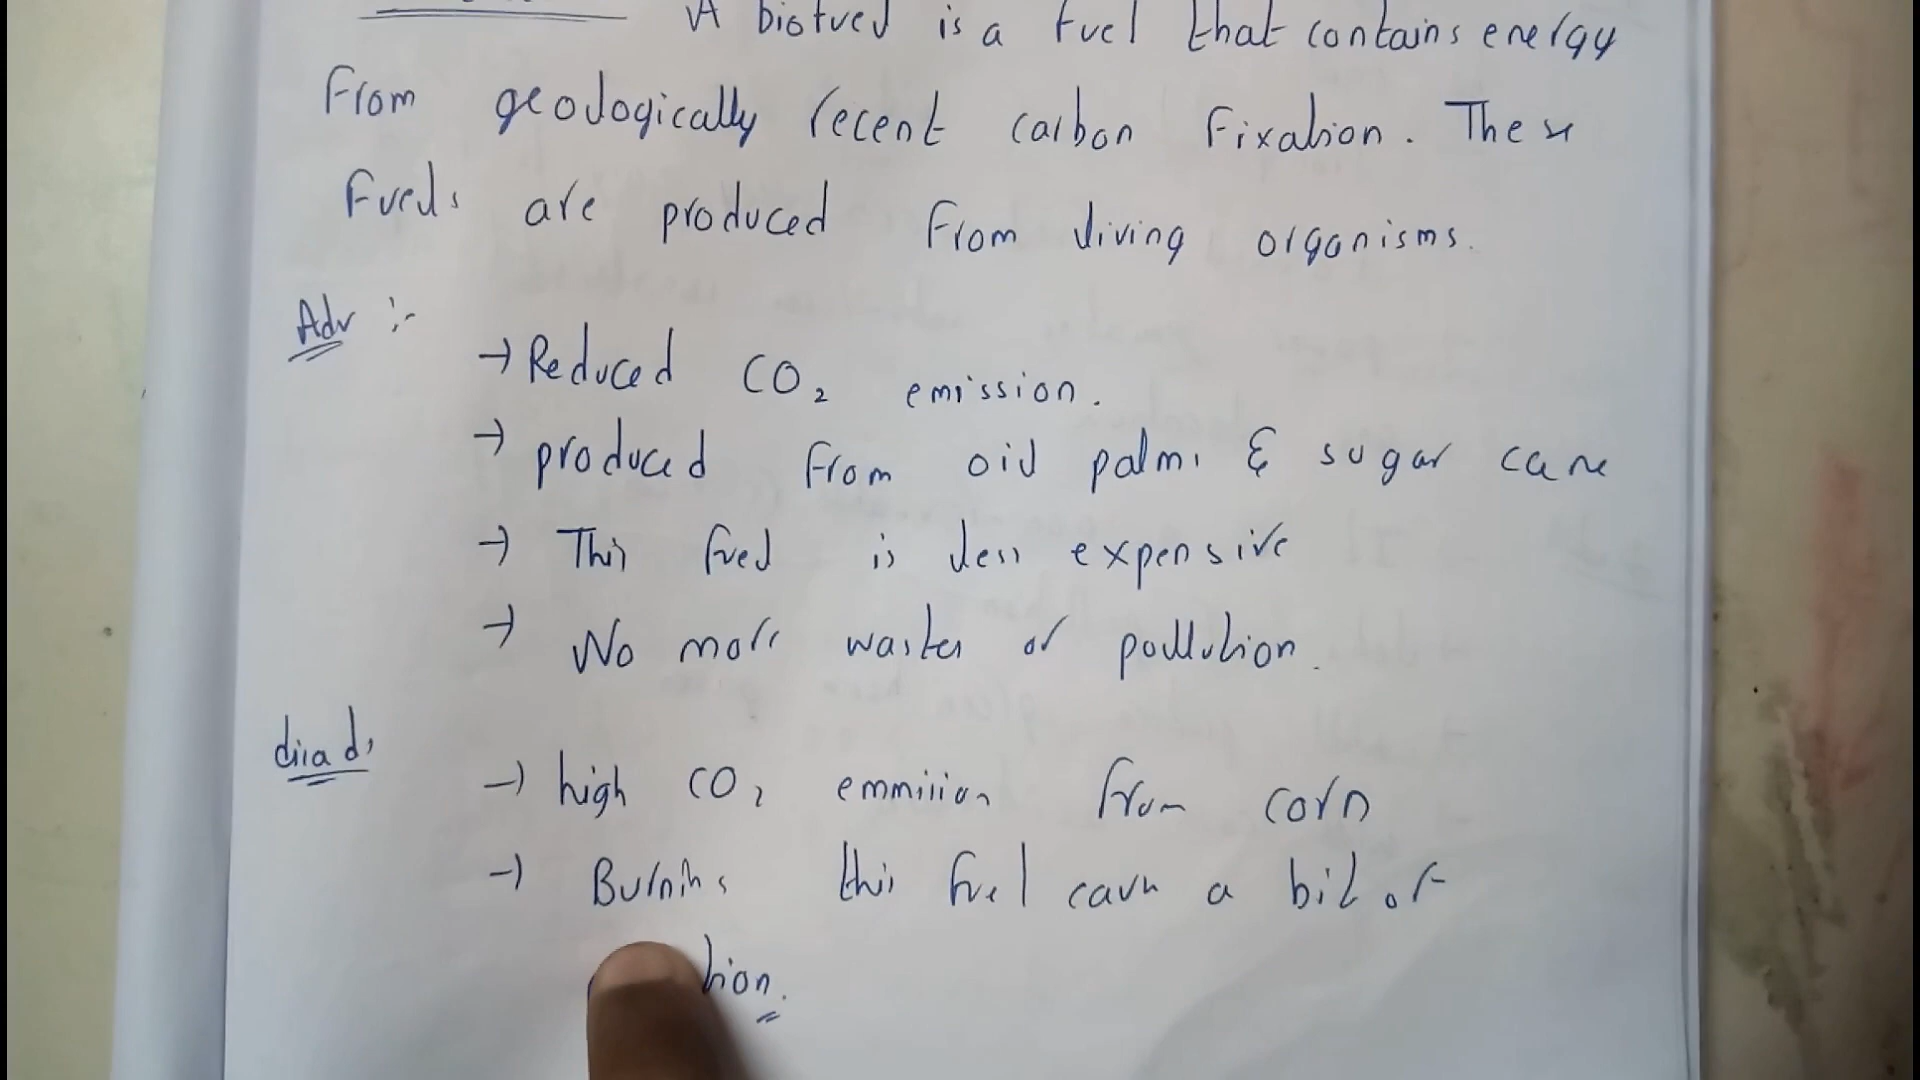 A biofuel is a fuel that contains energy
From geologically recent carbon Fixation. These
Fuels are produced From living organisms.
Adv :-
→ Reduced CO₂ emission.
→ produced From oil palms & sugar cane
→ This fuel is less expensive
→ No more wastes or pollution.
disad,
→ high CO₂ emmission From corn
→ Burning this fuel cause a bit of